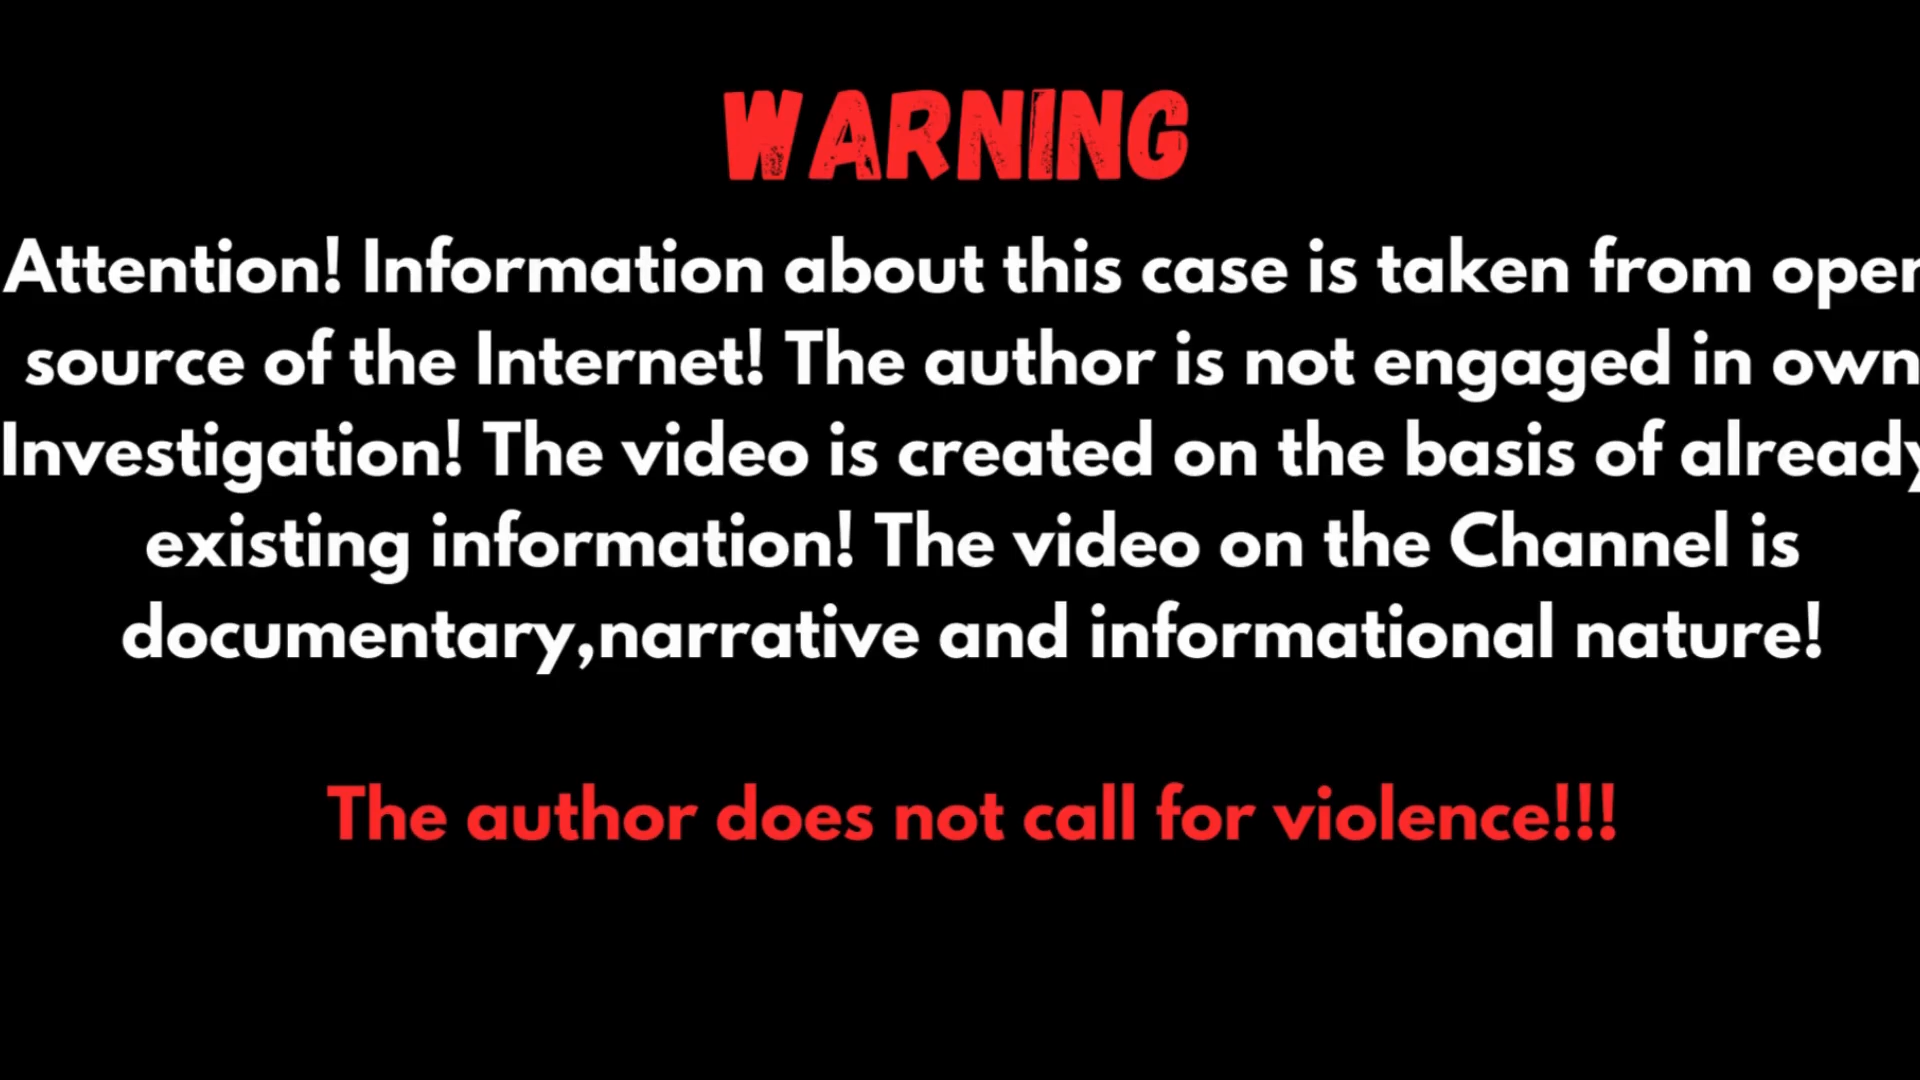 WARNING
Attention! Information about this case is taken from open
source of the Internet! The author is not engaged in own
Investigation! The video is created on the basis of already
existing information! The video on the Channel is
documentary,narrative and informational nature!
The author does not call for violence!!!